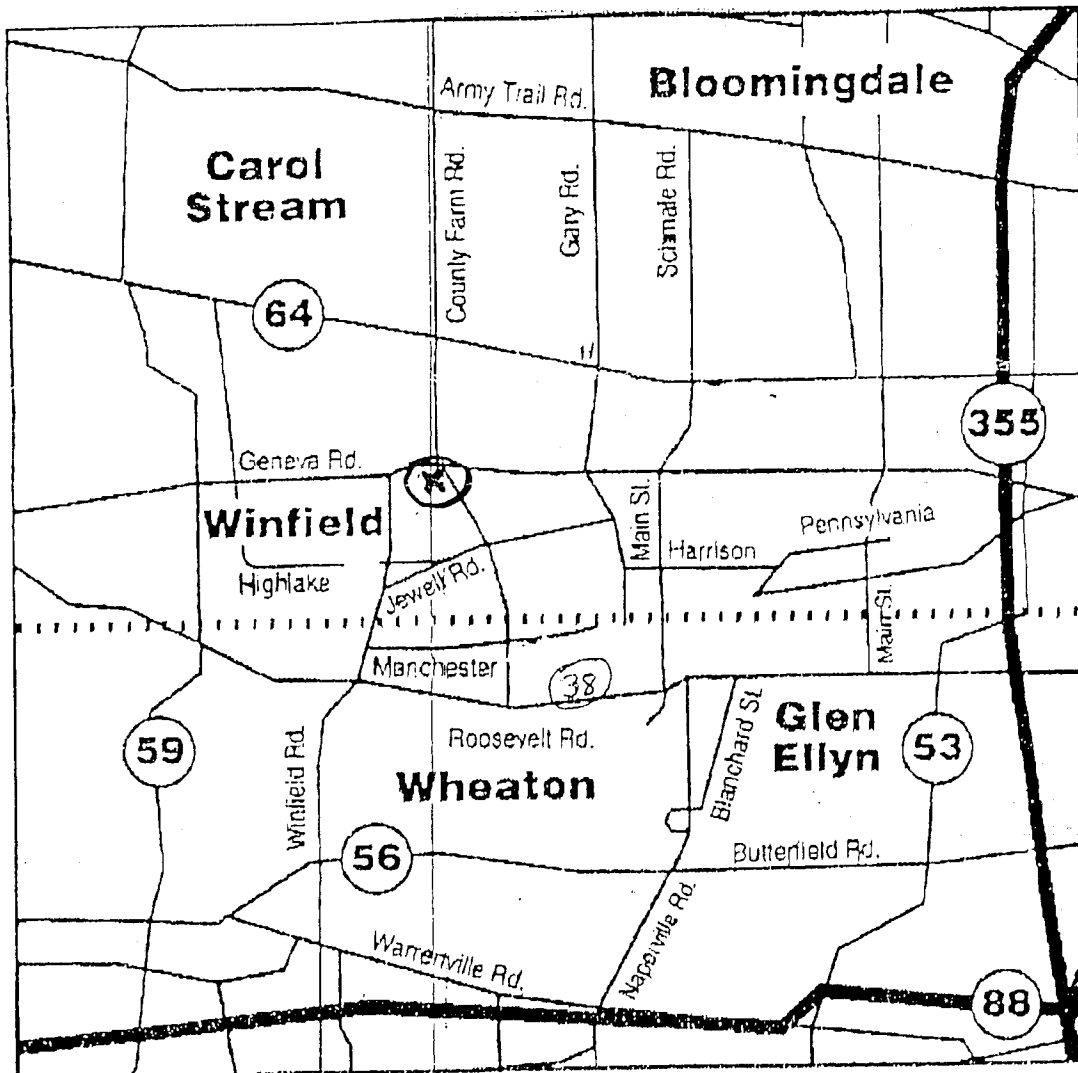 Army Trail Rd.
Bloomingdale
Carol
Stream
County Farm Rd.
Gary Rd.
Schmale Rd.
64
355
Geneva Rd.
X
Winfield
Main St.
Pennsylvania
Harrison
Highlake
Jewell Rd.
Main St.
Manchester
38
Roosevelt Rd.
Blanchard St.
Glen
Ellyn
53
59
Winfield Rd.
Wheaton
56
Butterfield Rd.
Warrenville Rd.
Naperville Rd.
88